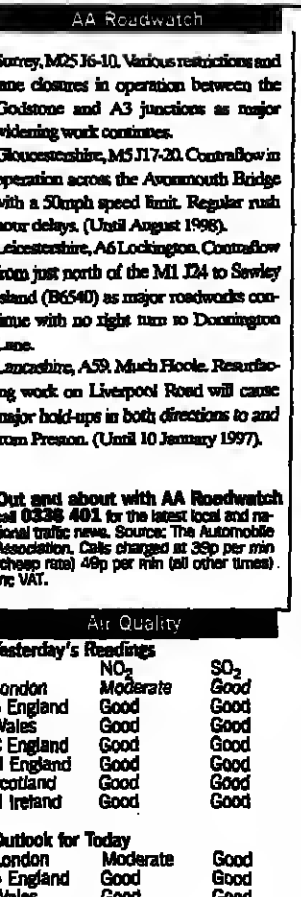 AA Roadwatch
Surrey, M25 J6-10. Various restrictions and
lane closures in operation between the
Godstone and A3 junctions as major
widening work continues.
Gloucestershire, M5 J17-20. Contraflow in
operation across the Avonmouth Bridge
with a 50mph speed limit. Regular rush
hour delays. (Until August 1998).
Leicestershire, A6 Lockington. Contraflow
from just north of the M1 J24 to Sawley
Island (B6540) as major roadworks con-
tinue with no right turn to Donnington
Lane.
Lancashire, A59. Much Hoole. Resurfac-
ing work on Liverpool Road will cause
major hold-ups in both directions to and
from Preston. (Until 10 January 1997).
Out and about with AA Roadwatch
call 0336 401 for the latest local and na-
tional traffic news. Source: The Automobile
Association. Calls charged at 39p per min
(cheap rate) 49p per min (all other times).
inc VAT.
Air Quality
Yesterday's Readings
NO₂ SO₂
London Moderate Good
England Good Good
Wales Good Good
C England Good Good
N England Good Good
Scotland Good Good
N Ireland Good Good
Outlook for Today
London Moderate Good
England Good Good
Wales Good Good